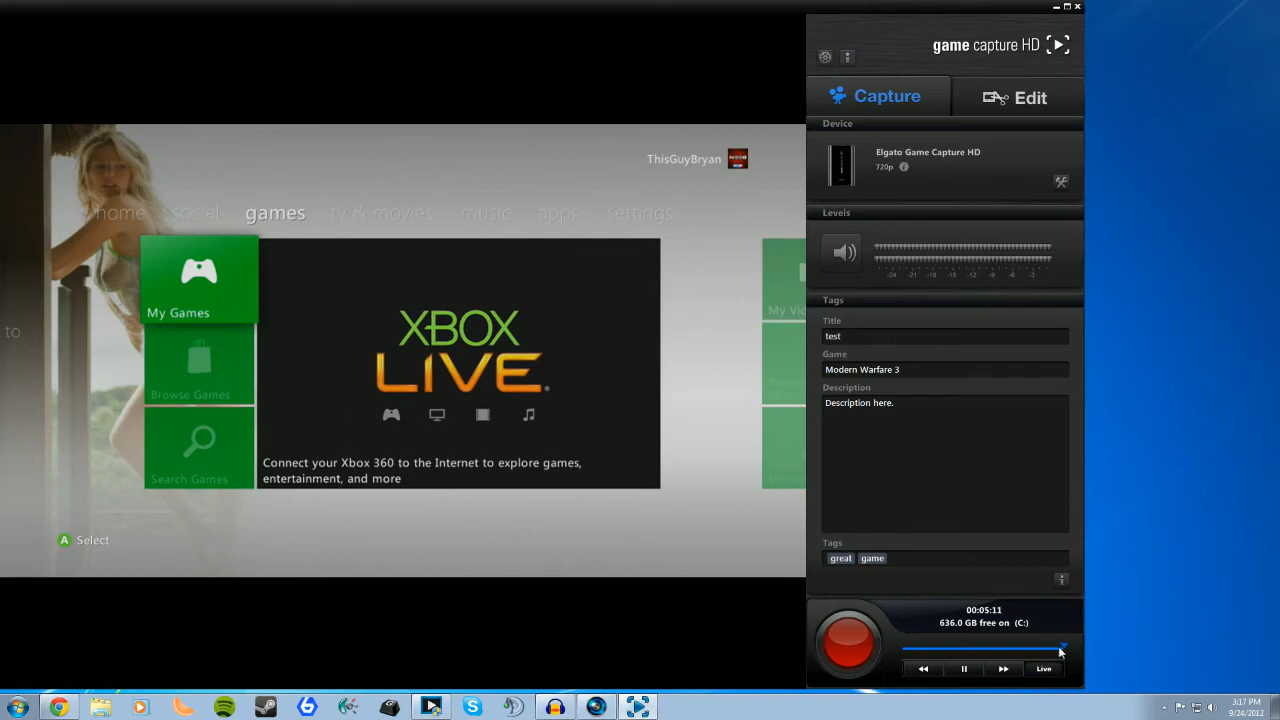 game capture HD
Capture
Edit
Device
Elgato Game Capture HD
720p
Levels
-24 -21 -18 -15 -12 -9 -6 -3
Tags
Title
test
Game
Modern Warfare 3
Description
Description here.
Tags
great game
00:05:11
636.0 GB free on (C:)
Live
ThisGuyBryan
home social games tv & movies music apps settings
to
My Games
Browse Games
Search Games
XBOX
LIVE
Connect your Xbox 360 to the Internet to explore games,
entertainment, and more
My Vi
A Select
3:17 PM
9/24/2012